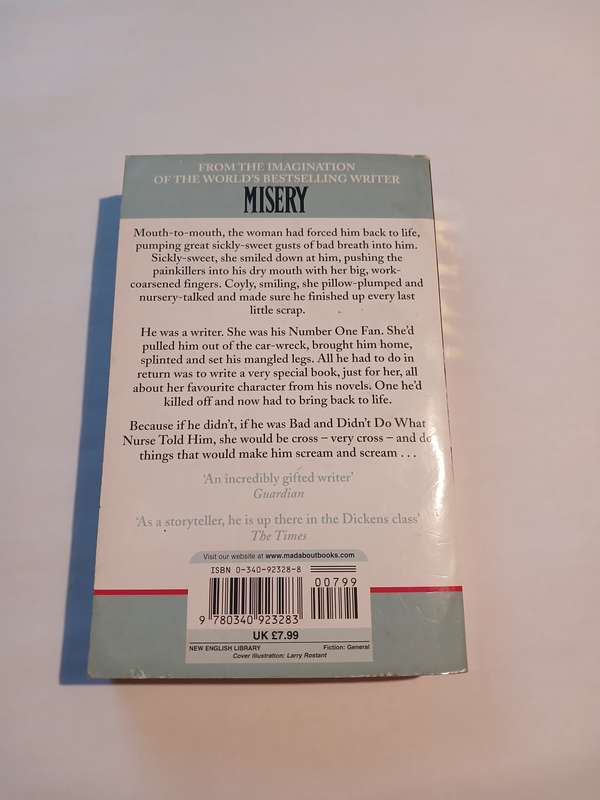 FROM THE IMAGINATION
OF THE WORLD'S BESTSELLING WRITER
MISERY
Mouth-to-mouth, the woman had forced him back to life,
pumping great sickly-sweet gusts of bad breath into him.
Sickly-sweet, she smiled down at him, pushing the
painkillers into his dry mouth with her big, work-
coarsened fingers. Coyly, smiling, she pillow-plumped and
nursery-talked and made sure he finished up every last
little scrap.
He was a writer. She was his Number One Fan. She'd
pulled him out of the car-wreck, brought him home,
splinted and set his mangled legs. All he had to do in
return was to write a very special book, just for her, all
about her favourite character from his novels. One he'd
killed off and now had to bring back to life.
Because if he didn't, if he was Bad and Didn't Do What
Nurse Told Him, she would be cross – very cross – and do
things that would make him scream and scream . . .
'An incredibly gifted writer'
Guardian
'As a storyteller, he is up there in the Dickens class'
The Times
Visit our website at www.madaboutbooks.com
ISBN 0-340-92328-8
00799
9 780340 923283
UK £7.99
NEW ENGLISH LIBRARY Fiction: General
Cover illustration: Larry Rostant